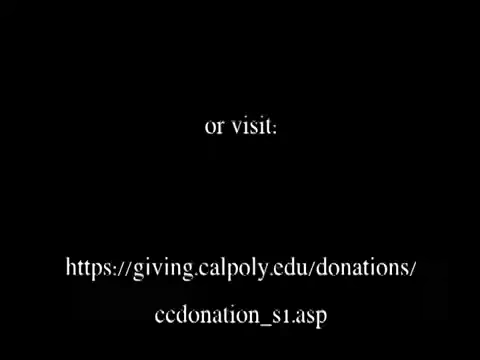 or visit:
https://giving.calpoly.edu/donations/
ccdonation_s1.asp